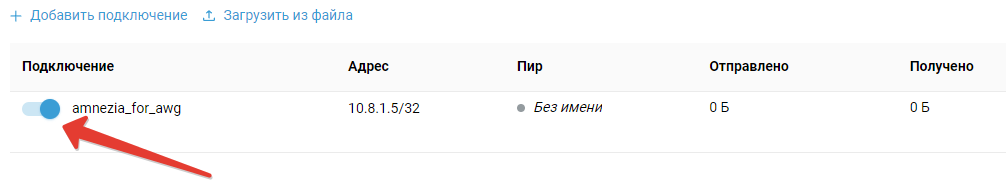 Добавить подключение Загрузить из файла
Подключение Адрес Пир Отправлено Получено
amnezia_for_awg 10.8.1.5/32 Без имени 0 Б 0 Б